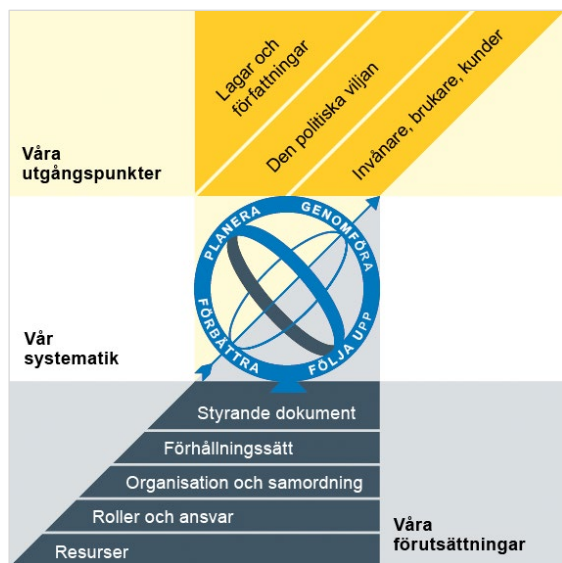 Lagar och
författningar
Den politiska viljan
Invånare, brukare, kunder
Våra
utgångspunkter
PLANERA
GENOMFÖRA
FÖRBÄTTRA
FÖLJA UPP
Vår
systematik
Styrande dokument
Förhållningssätt
Organisation och samordning
Roller och ansvar
Resurser
Våra
förutsättningar